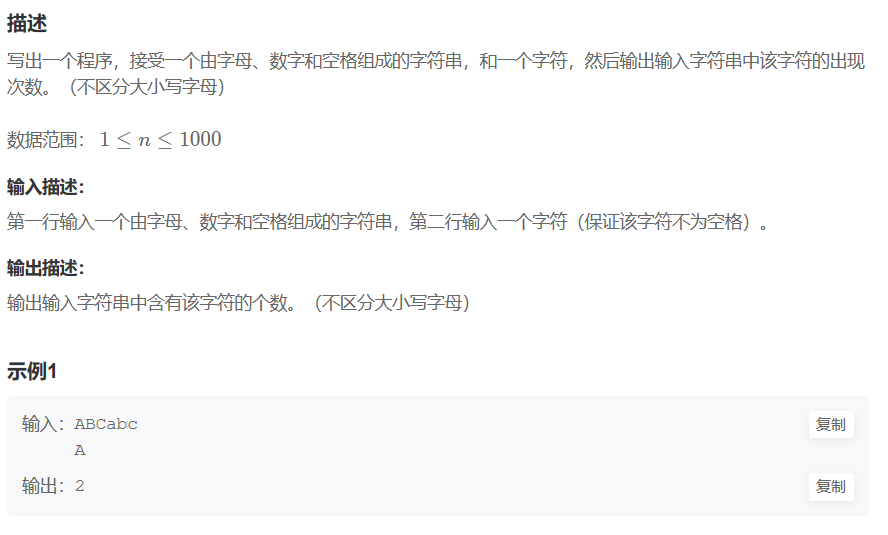 描述
写出一个程序，接受一个由字母、数字和空格组成的字符串，和一个字符，然后输出输入字符串中该字符的出现
次数。（不区分大小写字母）
数据范围： 1 ≤ n ≤ 1000
输入描述：
第一行输入一个由字母、数字和空格组成的字符串，第二行输入一个字符（保证该字符不为空格）。
输出描述：
输出输入字符串中含有该字符的个数。（不区分大小写字母）
示例1
输入：ABCabc 复制
A
输出：2 复制